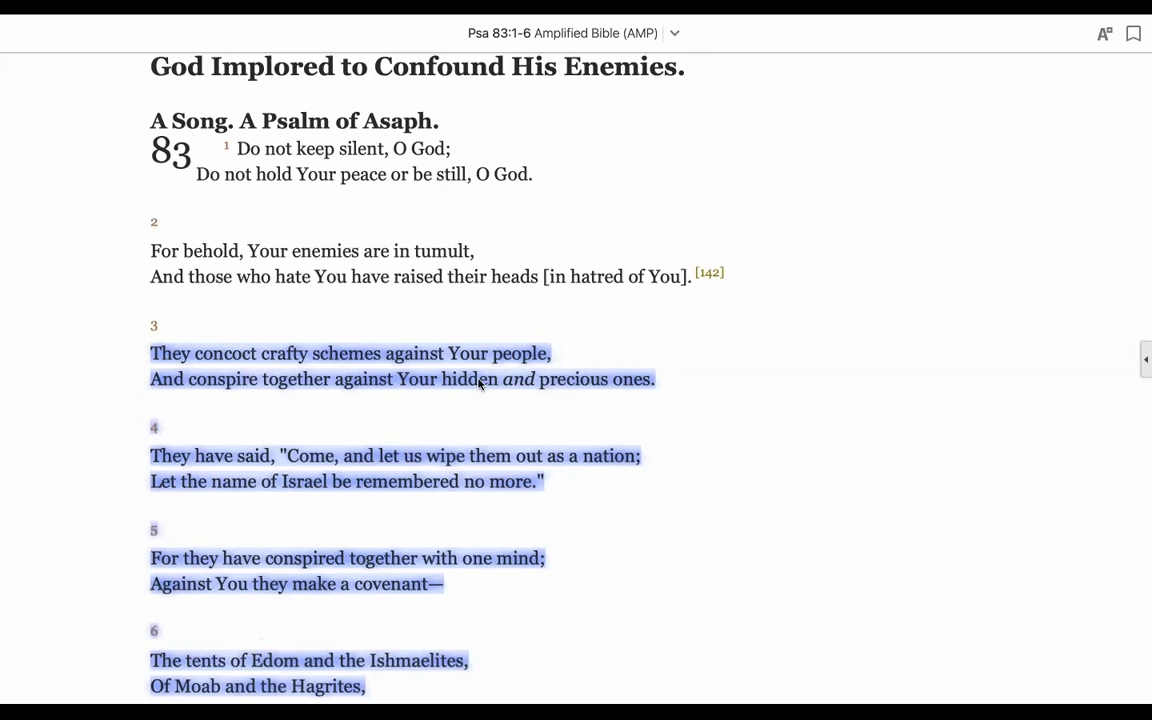 Psa 83:1-6 Amplified Bible (AMP)
God Implored to Confound His Enemies.
A Song. A Psalm of Asaph.
83 1 Do not keep silent, O God;
Do not hold Your peace or be still, O God.
2
For behold, Your enemies are in tumult,
And those who hate You have raised their heads [in hatred of You]. [142]
3
They concoct crafty schemes against Your people,
And conspire together against Your hidden and precious ones.
4
They have said, "Come, and let us wipe them out as a nation;
Let the name of Israel be remembered no more."
5
For they have conspired together with one mind;
Against You they make a covenant—
6
The tents of Edom and the Ishmaelites,
Of Moab and the Hagrites,